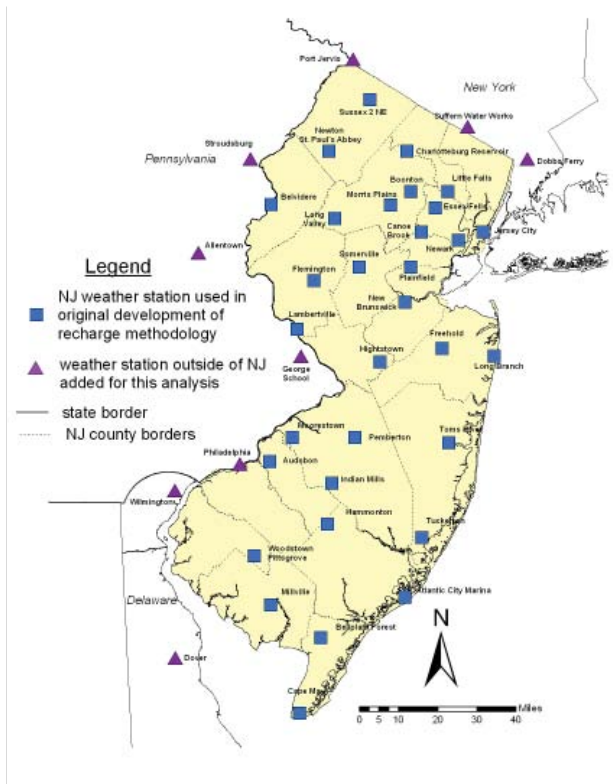 Port Jervis
New York
Sussex 2 NE
Suffern Water Works
Newton
St. Paul's Abbey
Charlotteburg Reservoir
Stroudsburg
Pennsylvania
Dobbs Ferry
Boonton
Little Falls
Belvidere
Morris Plains
Essex Fells
Long
Valley
Canoe
Brook
Jersey City
Newark
Allentown
Somerville
Plainfield
Flemington
New
Brunswick
Lambertville
Freehold
Hightstown
Long Branch
George
School
Legend
NJ weather station used in
original development of
recharge methodology
weather station outside of NJ
added for this analysis
state border
NJ county borders
Moorestown
Pemberton
Toms
Philadelphia
Audobon
Indian Mills
Wilmington
Hammonton
Tuckerton
Woodstown
Pittsgrove
Delaware
Millville
Atlantic City Marina
Belplain Forest
N
Dover
Cape May
Miles
0 5 10 20 30 40